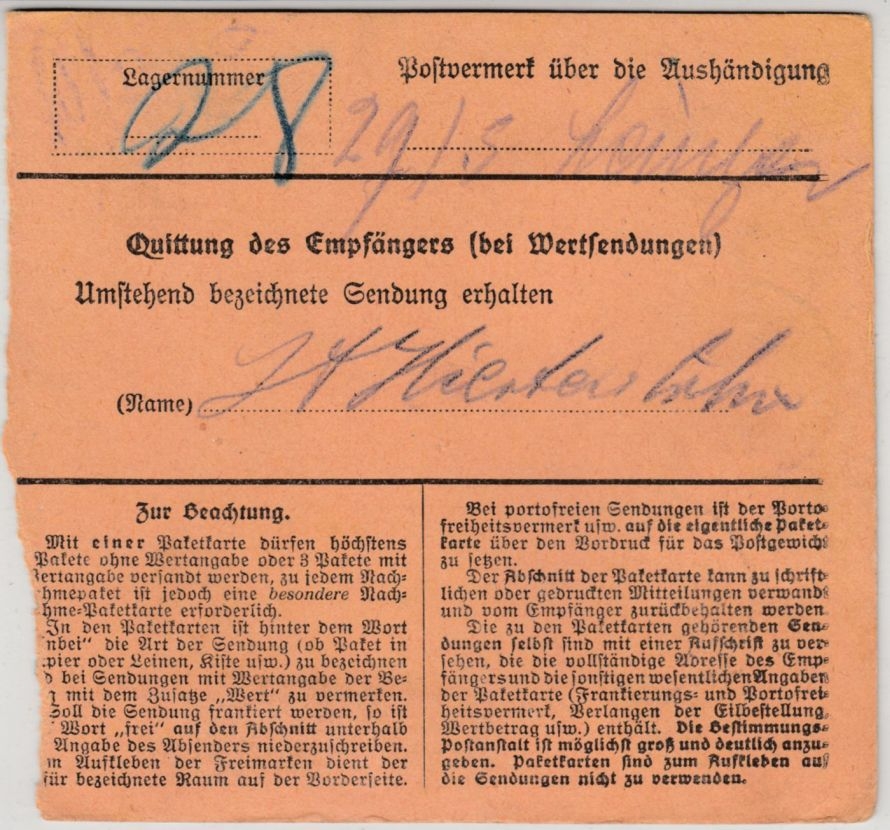 Lagernummer
28
Postvermerk über die Aushändigung
29/5
Quittung des Empfängers (bei Wertsendungen)
Umstehend bezeichnete Sendung erhalten
(Name)
Zur Beachtung.
Mit einer Paketkarte dürfen höchstens
Pakete ohne Wertangabe oder 3 Pakete mit
Wertangabe versandt werden, zu jedem Nach-
hmepaket ist jedoch eine besondere Nach-
hme-Paketkarte erforderlich.
In den Paketkarten ist hinter dem Wort
nbei" die Art der Sendung (ob Paket in
pier oder Leinen, Kiste usw.) zu bezeichnen
d bei Sendungen mit Wertangabe der Be-
g mit dem Zusatze „Wert" zu vermerken.
Soll die Sendung frankiert werden, so ist
Wort „frei" auf den Abschnitt unterhalb
Angabe des Absenders niederzuschreiben.
m Aufkleben der Freimarken dient der
für bezeichnete Raum auf der Vorderseite.
Bei portofreien Sendungen ist der Porto-
freiheitsvermerk usw. auf die eigentliche Paket-
karte über den Vordruck für das Postgewicht
zu setzen.
Der Abschnitt der Paketkarte kann zu schrift-
lichen oder gedruckten Mitteilungen verwand
und vom Empfänger zurückbehalten werden
Die zu den Paketkarten gehörenden Sen-
dungen selbst sind mit einer Aufschrift zu ver-
sehen, die die vollständige Adresse des Emp-
fängers und die sonstigen wesentlichen Angaben
der Paketkarte (Frankierungs- und Portofrei-
heitsvermerk, Verlangen der Eilbestellung,
Wertbetrag usw.) enthält. Die Bestimmungs-
Postanstalt ist möglichst groß und deutlich anzu-
geben. Paketkarten sind zum Aufkleben auf
die Sendungen nicht zu verwenden.